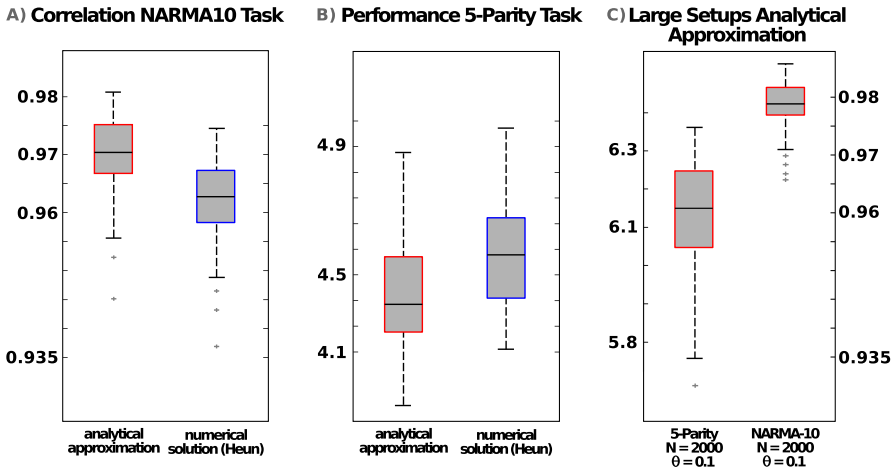 A) Correlation NARMA10 Task
0.98
0.97
0.96
0.935
analytical
approximation
numerical
solution (Heun)
B) Performance 5-Parity Task
4.9
4.5
4.1
analytical
approximation
numerical
solution (Heun)
C) Large Setups Analytical
Approximation
6.3
6.1
5.8
0.98
0.97
0.96
0.935
5-Parity
N = 2000
θ = 0.1
NARMA-10
N = 2000
θ = 0.1